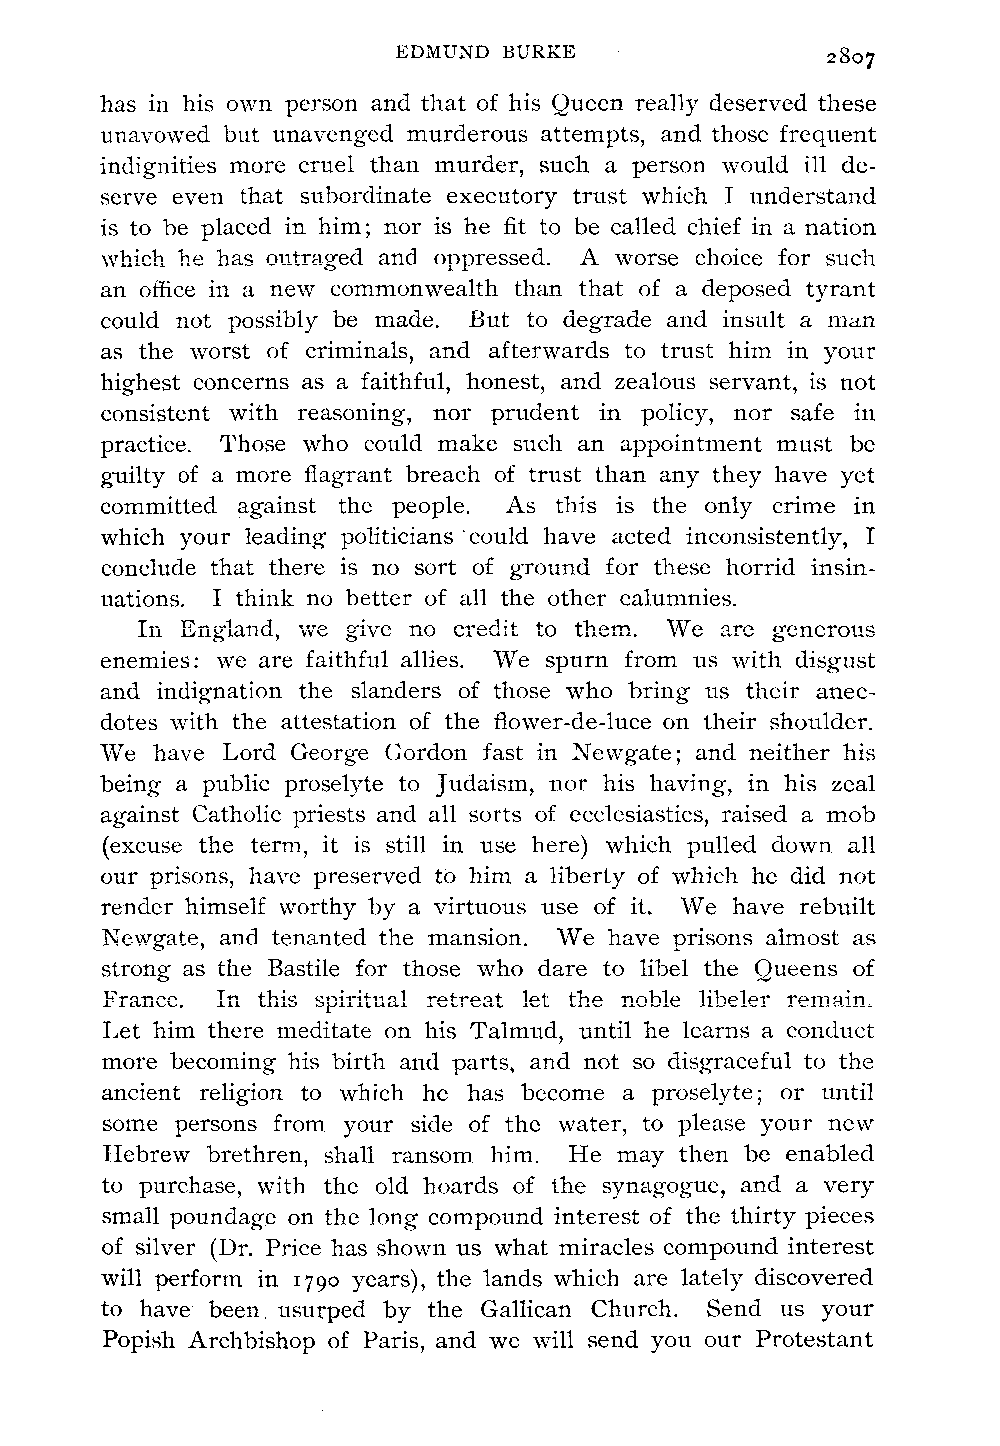 EDMUND BURKE 2807
has in his own person and that of his Queen really deserved these
unavowed but unavenged murderous attempts, and those frequent
indignities more cruel than murder, such a person would ill de-
serve even that subordinate executory trust which I understand
is to be placed in him; nor is he fit to be called chief in a nation
which he has outraged and oppressed. A worse choice for such
an office in a new commonwealth than that of a deposed tyrant
could not possibly be made. But to degrade and insult a man
as the worst of criminals, and afterwards to trust him in your
highest concerns as a faithful, honest, and zealous servant, is not
consistent with reasoning, nor prudent in policy, nor safe in
practice. Those who could make such an appointment must be
guilty of a more flagrant breach of trust than any they have yet
committed against the people. As this is the only crime in
which your leading politicians could have acted inconsistently, I
conclude that there is no sort of ground for these horrid insin-
uations. I think no better of all the other calumnies.
In England, we give no credit to them. We are generous
enemies: we are faithful allies. We spurn from us with disgust
and indignation the slanders of those who bring us their anec-
dotes with the attestation of the flower-de-luce on their shoulder.
We have Lord George Gordon fast in Newgate; and neither his
being a public proselyte to Judaism, nor his having, in his zeal
against Catholic priests and all sorts of ecclesiastics, raised a mob
(excuse the term, it is still in use here) which pulled down all
our prisons, have preserved to him a liberty of which he did not
render himself worthy by a virtuous use of it. We have rebuilt
Newgate, and tenanted the mansion. We have prisons almost as
strong as the Bastile for those who dare to libel the Queens of
France. In this spiritual retreat let the noble libeler remain.
Let him there meditate on his Talmud, until he learns a conduct
more becoming his birth and parts, and not so disgraceful to the
ancient religion to which he has become a proselyte; or until
some persons from your side of the water, to please your new
Hebrew brethren, shall ransom him. He may then be enabled
to purchase, with the old hoards of the synagogue, and a very
small poundage on the long compound interest of the thirty pieces
of silver (Dr. Price has shown us what miracles compound interest
will perform in 1790 years), the lands which are lately discovered
to have been usurped by the Gallican Church. Send us your
Popish Archbishop of Paris, and we will send you our Protestant